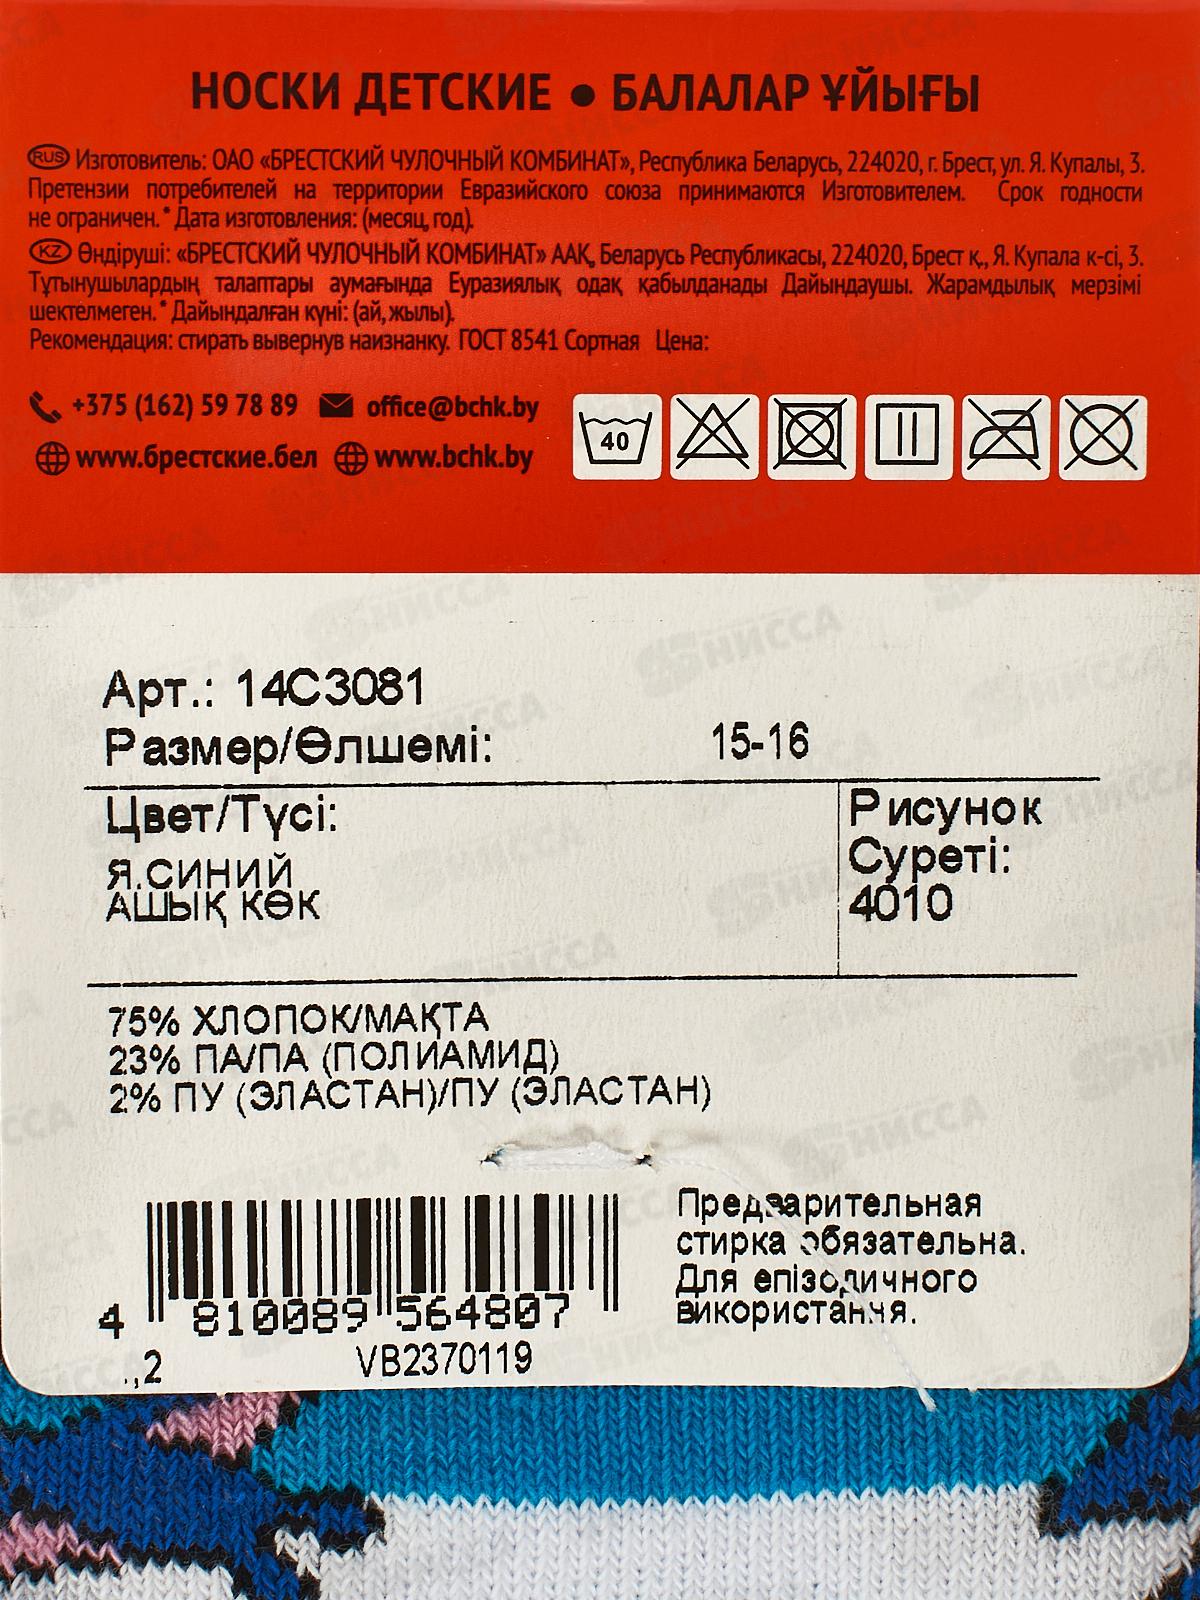 НОСКИ ДЕТСКИЕ ● БАЛАЛАР ҰЙЫҒЫ
RUS Изготовитель: ОАО «БРЕСТСКИЙ ЧУЛОЧНЫЙ КОМБИНАТ», Республика Беларусь, 224020, г. Брест, ул. Я. Купалы, 3.
Претензии потребителей на территории Евразийского союза принимаются Изготовителем. Срок годности
не ограничен.* Дата изготовления: (месяц, год).
KZ Өндіруші: «БРЕСТСКИЙ ЧУЛОЧНЫЙ КОМБИНАТ» ААҚ, Беларусь Республикасы, 224020, Брест қ., Я. Купала к-сі, 3.
Тұтынушылардың талаптары аумағында Еуразиялық одақ қабылданады Дайындаушы. Жарамдылық мерзімі
шектелмеген.* Дайындалған күні: (ай, жылы).
Рекомендация: стирать вывернув наизнанку. ГОСТ 8541 Сортная Цена:
+375 (162) 59 78 89 office@bchk.by
www.брестские.бел www.bchk.by
40
Арт.: 14С3081
Размер/Өлшемі: 15-16
Цвет/Түсі:
Я.СИНИЙ
АШЫҚ КӨК
Рисунок
Суреті:
4010
75% ХЛОПОК/МАҚТА
23% ПА/ПА (ПОЛИАМИД)
2% ПУ (ЭЛАСТАН)/ПУ (ЭЛАСТАН)
4 810089 564807
.,2 VB2370119
Предварительная
стирка обязательна.
Для епізодичного
використання.
НИССА